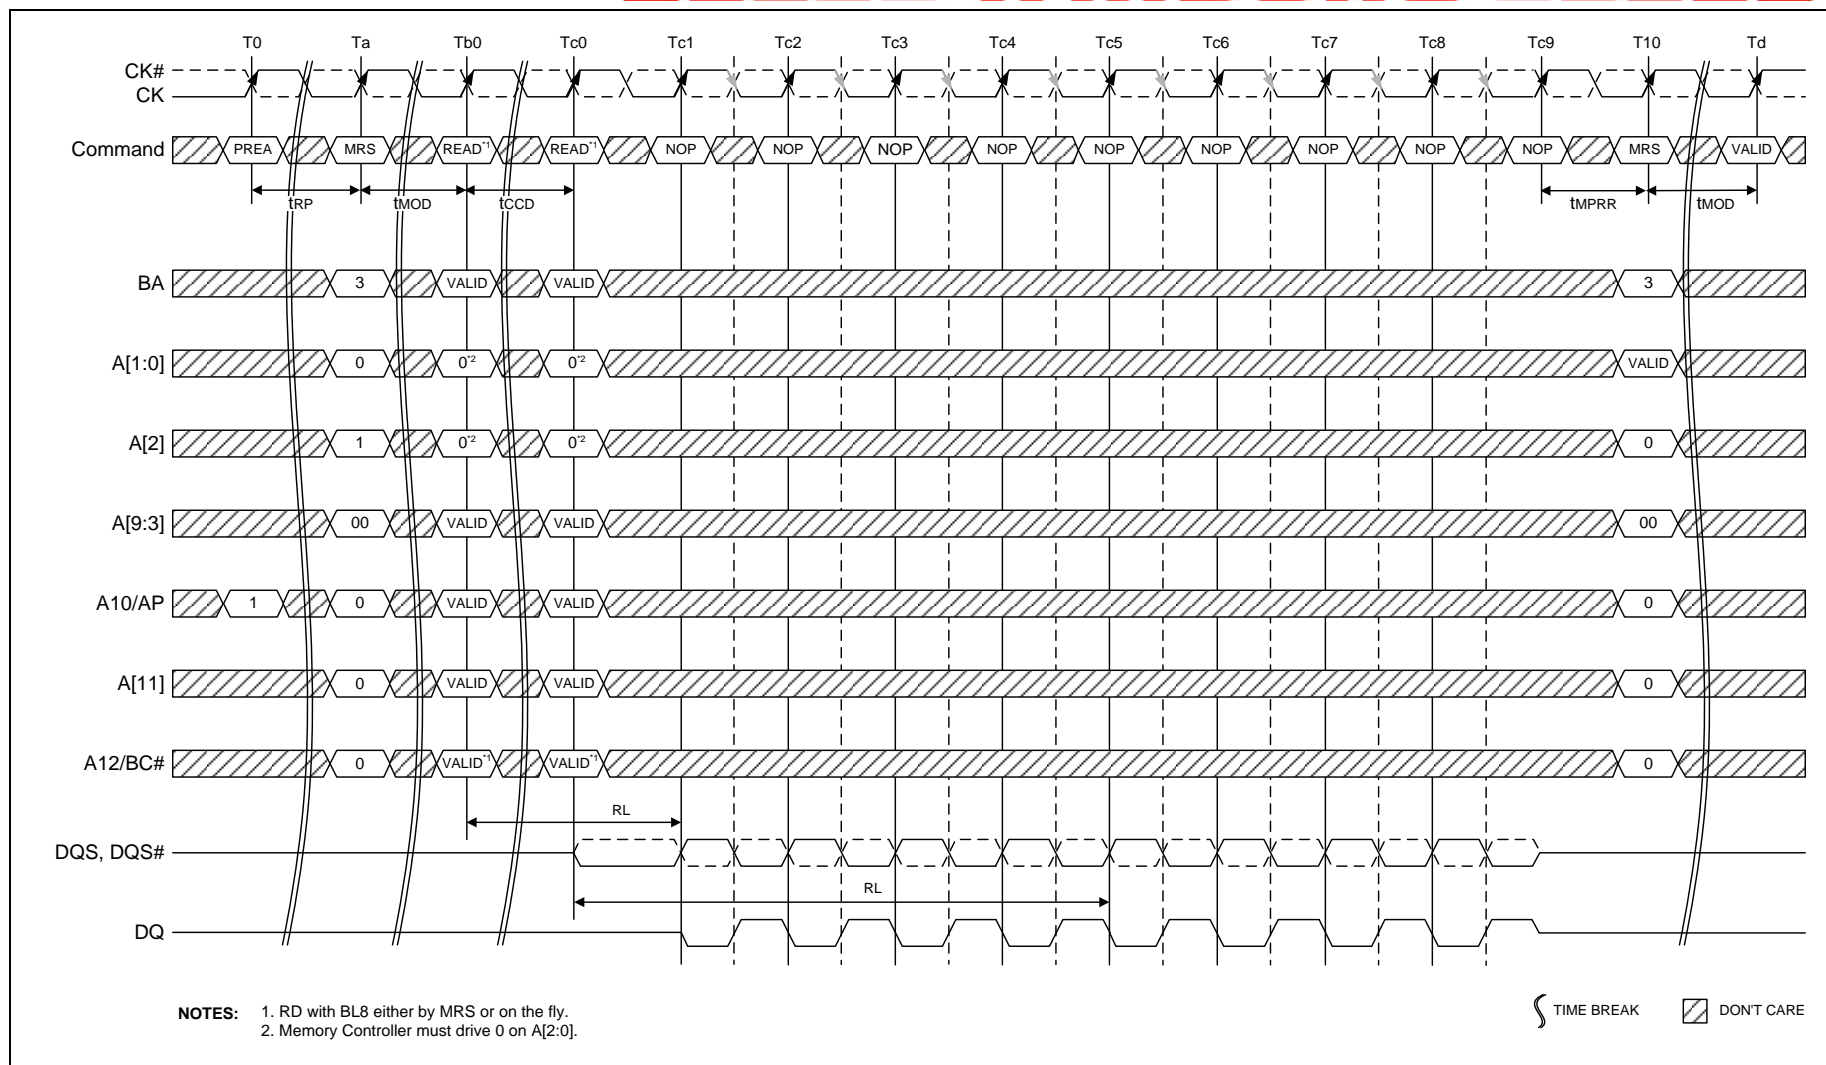 T0 Ta Tb0 Tc0 Tc1 Tc2 Tc3 Tc4 Tc5 Tc6 Tc7 Tc8 Tc9 T10 Td
CK#
CK
Command PREA MRS READ*1 READ*1 NOP NOP NOP NOP NOP NOP NOP NOP NOP MRS VALID
tRP tMOD tCCD tMPRR tMOD
BA 3 VALID VALID 3
A[1:0] 0 0*2 0*2 VALID
A[2] 1 0*2 0*2 0
A[9:3] 00 VALID VALID 00
A10/AP 1 0 VALID VALID 0
A[11] 0 VALID VALID 0
A12/BC# 0 VALID*1 VALID*1 0
RL
DQS, DQS#
RL
DQ
NOTES: 1. RD with BL8 either by MRS or on the fly.
2. Memory Controller must drive 0 on A[2:0].
TIME BREAK DON'T CARE